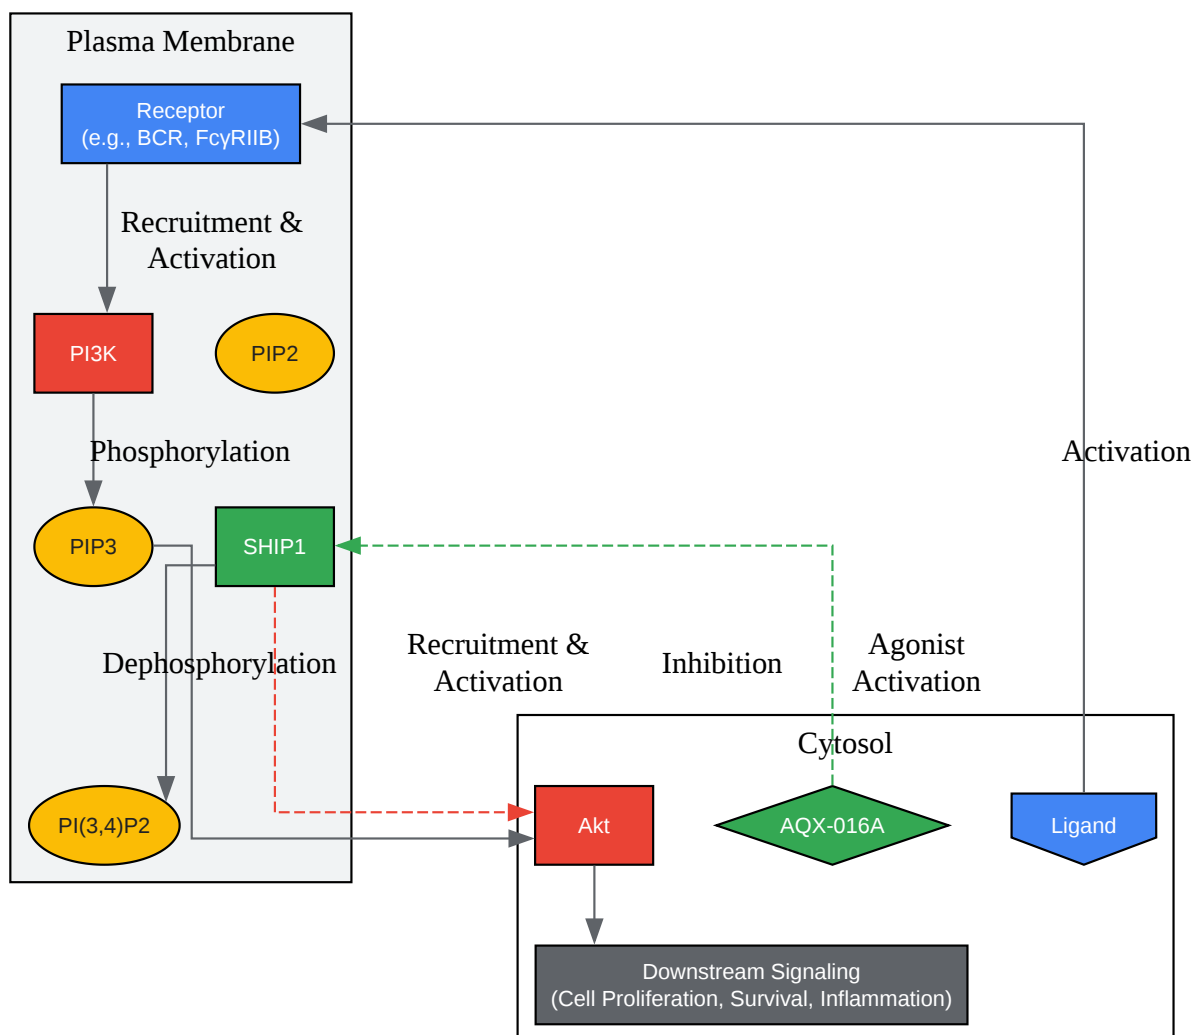 Plasma Membrane
Receptor
(e.g., BCR, FcγRIIB)
Recruitment &
Activation
PI3K
PIP2
Phosphorylation
Activation
PIP3
SHIP1
Dephosphorylation
Recruitment &
Activation
Inhibition
Agonist
Activation
Cytosol
PI(3,4)P2
Akt
AQX-016A
Ligand
Downstream Signaling
(Cell Proliferation, Survival, Inflammation)